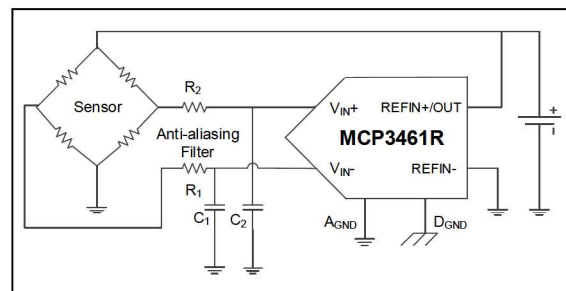 R2
Sensor
VIN+
REFIN+/OUT
+
MCP3461R
Anti-aliasing
Filter
VIN-
REFIN-
R1
C1
C2
AGND
DGND